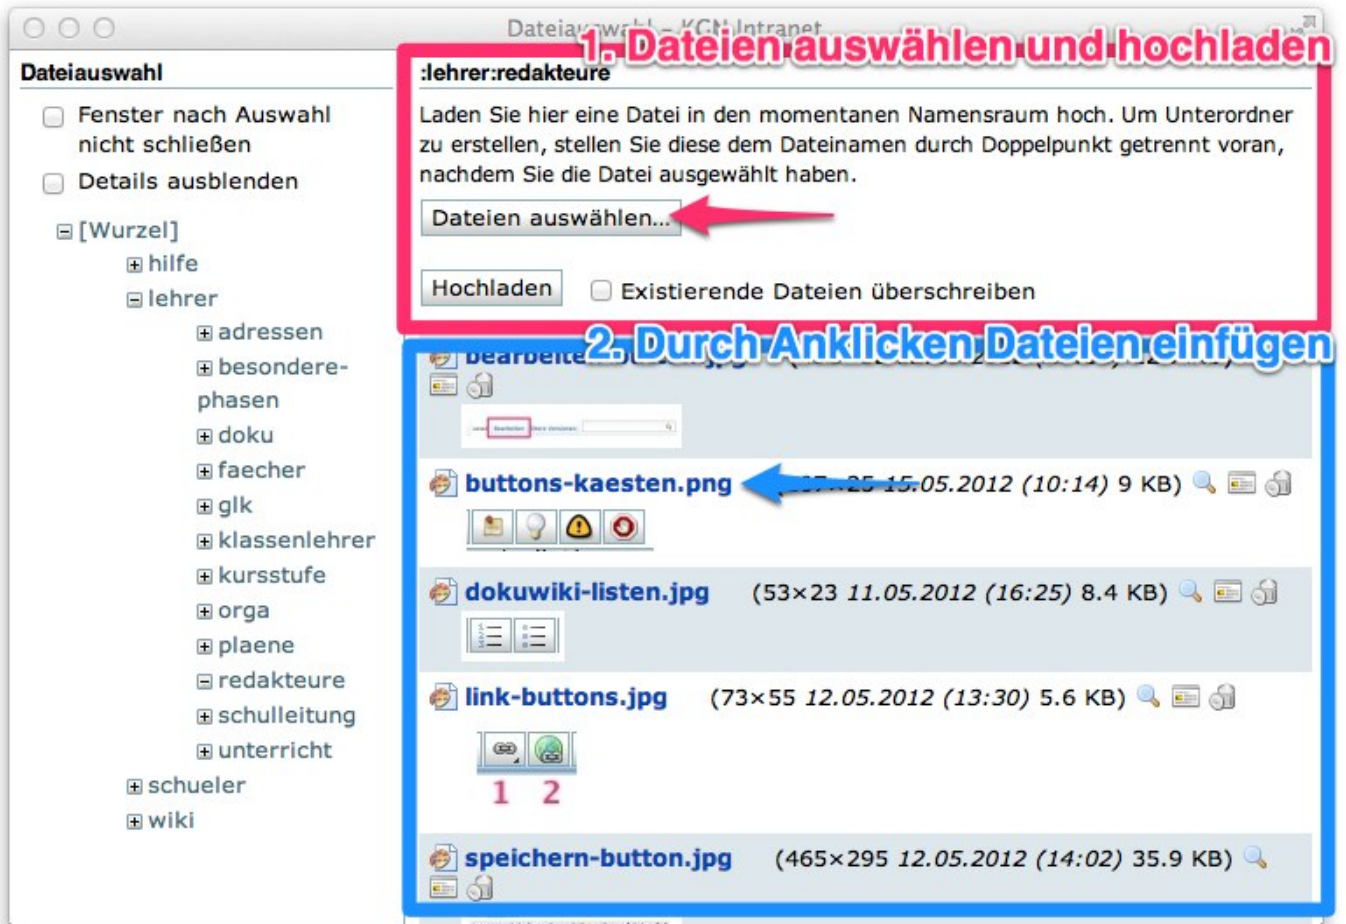 Dateiauswahl – KGN Intranet
1. Dateien auswählen und hochladen
Dateiauswahl
Fenster nach Auswahl
nicht schließen
Details ausblenden
[Wurzel]
hilfe
lehrer
adressen
besondere-
phasen
doku
faecher
glk
klassenlehrer
kursstufe
orga
plaene
redakteure
schulleitung
unterricht
schueler
wiki
:lehrer:redakteure
Laden Sie hier eine Datei in den momentanen Namensraum hoch. Um Unterordner
zu erstellen, stellen Sie diese dem Dateinamen durch Doppelpunkt getrennt voran,
nachdem Sie die Datei ausgewählt haben.
Dateien auswählen...
Hochladen
Existierende Dateien überschreiben
2. Durch Anklicken Dateien einfügen
Bearbeiten
buttons-kaesten.png 15.05.2012 (10:14) 9 KB)
dokuwiki-listen.jpg (53×23 11.05.2012 (16:25) 8.4 KB)
link-buttons.jpg (73×55 12.05.2012 (13:30) 5.6 KB)
1 2
speichern-button.jpg (465×295 12.05.2012 (14:02) 35.9 KB)